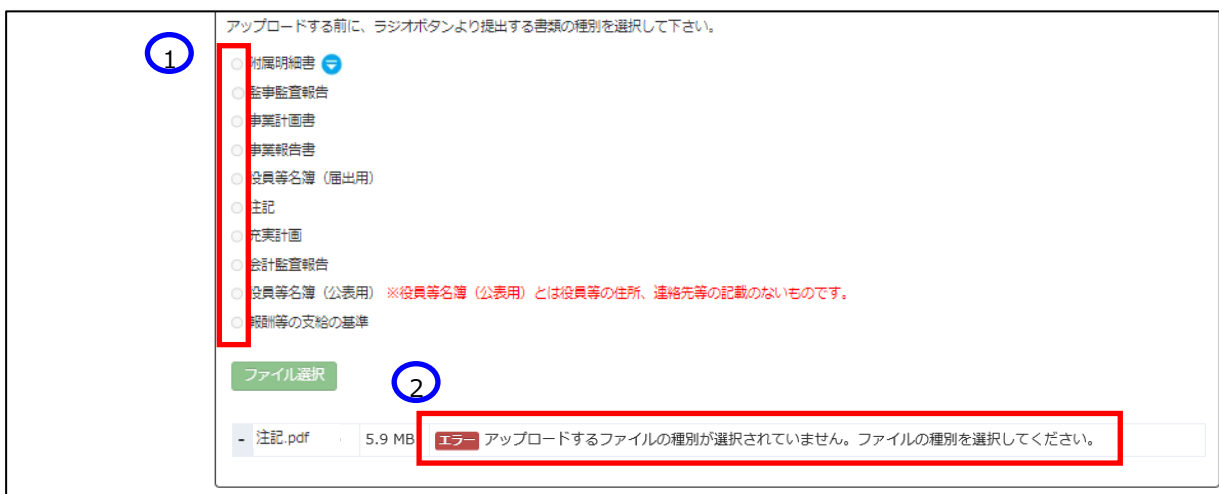 アップロードする前に、ラジオボタンより提出する書類の種別を選択して下さい。
1
附属明細書
監事監査報告
事業計画書
事業報告書
役員等名簿（届出用）
注記
充実計画
会計監査報告
役員等名簿（公表用） ※役員等名簿（公表用）とは役員等の住所、連絡先等の記載のないものです。
報酬等の支給の基準
ファイル選択
2
- 注記.pdf 5.9 MB エラー アップロードするファイルの種別が選択されていません。ファイルの種別を選択してください。